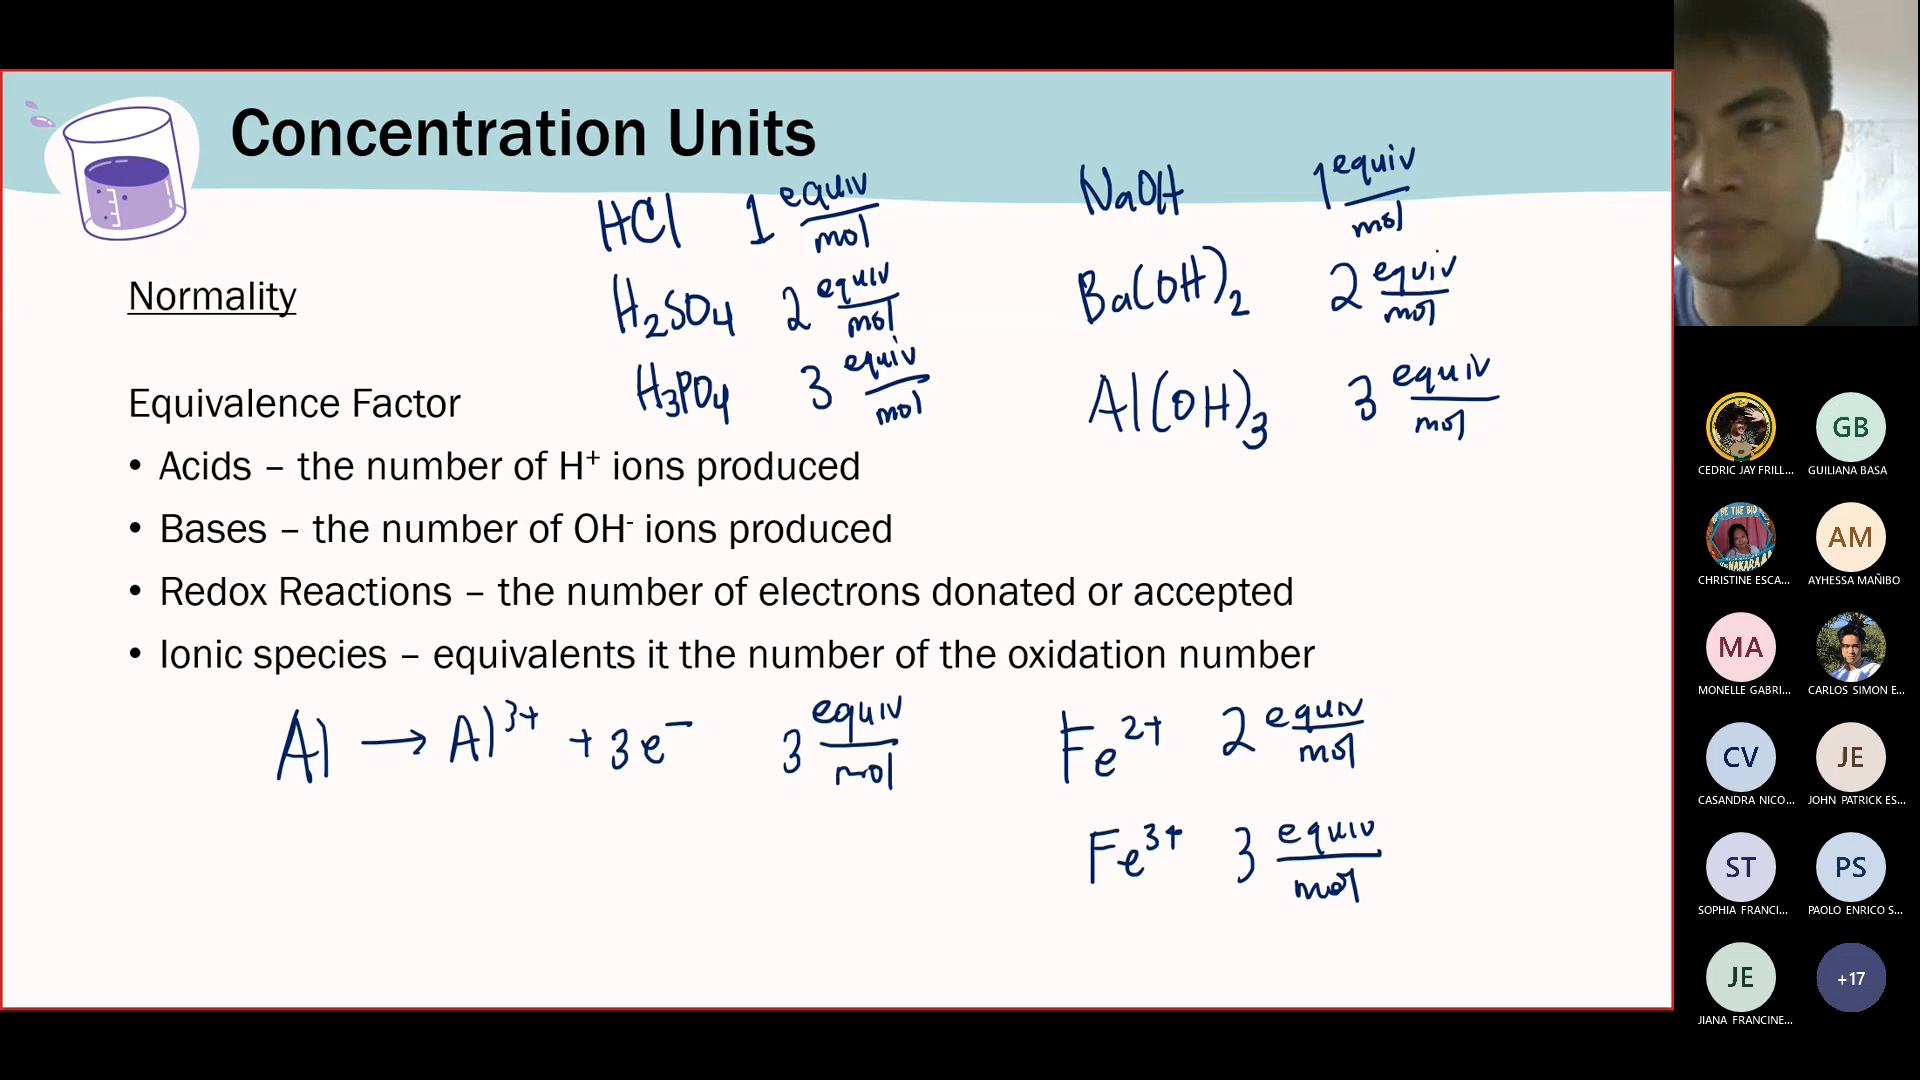 Concentration Units
HCl 1 equiv/mol
NaOH 1 equiv/mol
H₂SO₄ 2 equiv/mol
Ba(OH)₂ 2 equiv/mol
H₃PO₄ 3 equiv/mol
Al(OH)₃ 3 equiv/mol
Normality
Equivalence Factor
• Acids – the number of H⁺ ions produced
• Bases – the number of OH⁻ ions produced
• Redox Reactions – the number of electrons donated or accepted
• Ionic species – equivalents it the number of the oxidation number
Al → Al³⁺ + 3e⁻ 3 equiv/mol
Fe²⁺ 2 equiv/mol
Fe³⁺ 3 equiv/mol
CEDRIC JAY FRILL...
GB
GUILIANA BASA
CHRISTINE ESCA...
AM
AYHESSA MAÑIBO
MA
MONELLE GABRI...
CARLOS SIMON E...
CV
CASANDRA NICO...
JE
JOHN PATRICK ES...
ST
SOPHIA FRANCI...
PS
PAOLO ENRICO S...
JE
JIANA FRANCINE...
+17